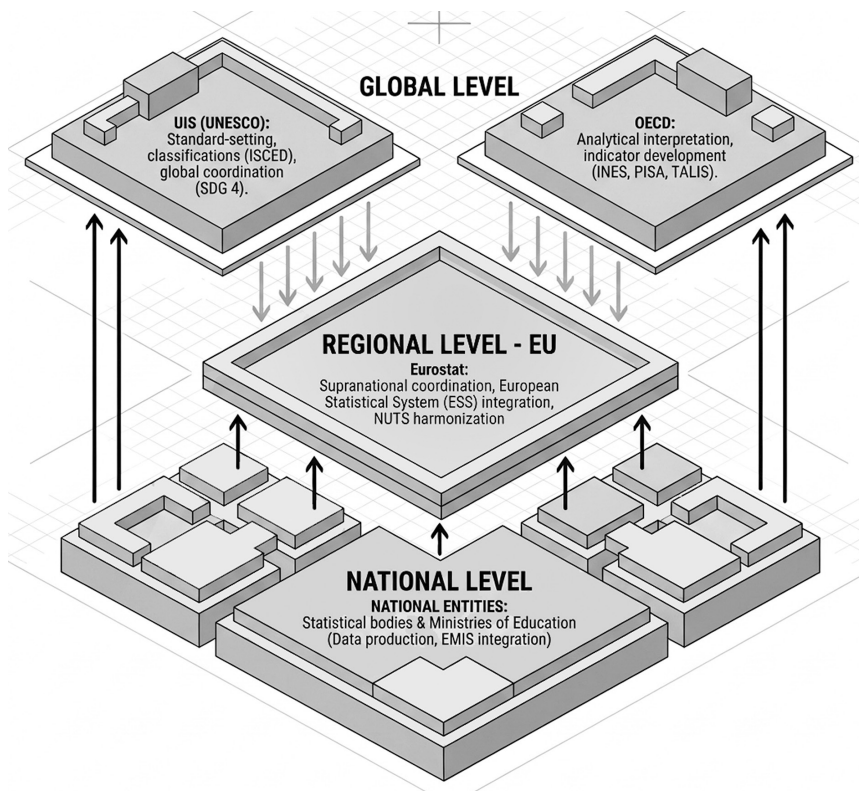 GLOBAL LEVEL
UIS (UNESCO):
Standard-setting,
classifications (ISCED),
global coordination
(SDG 4).
OECD:
Analytical interpretation,
indicator development
(INES, PISA, TALIS).
REGIONAL LEVEL - EU
Eurostat:
Supranational coordination, European
Statistical System (ESS) integration,
NUTS harmonization
NATIONAL LEVEL
NATIONAL ENTITIES:
Statistical bodies & Ministries of Education
(Data production, EMIS integration)